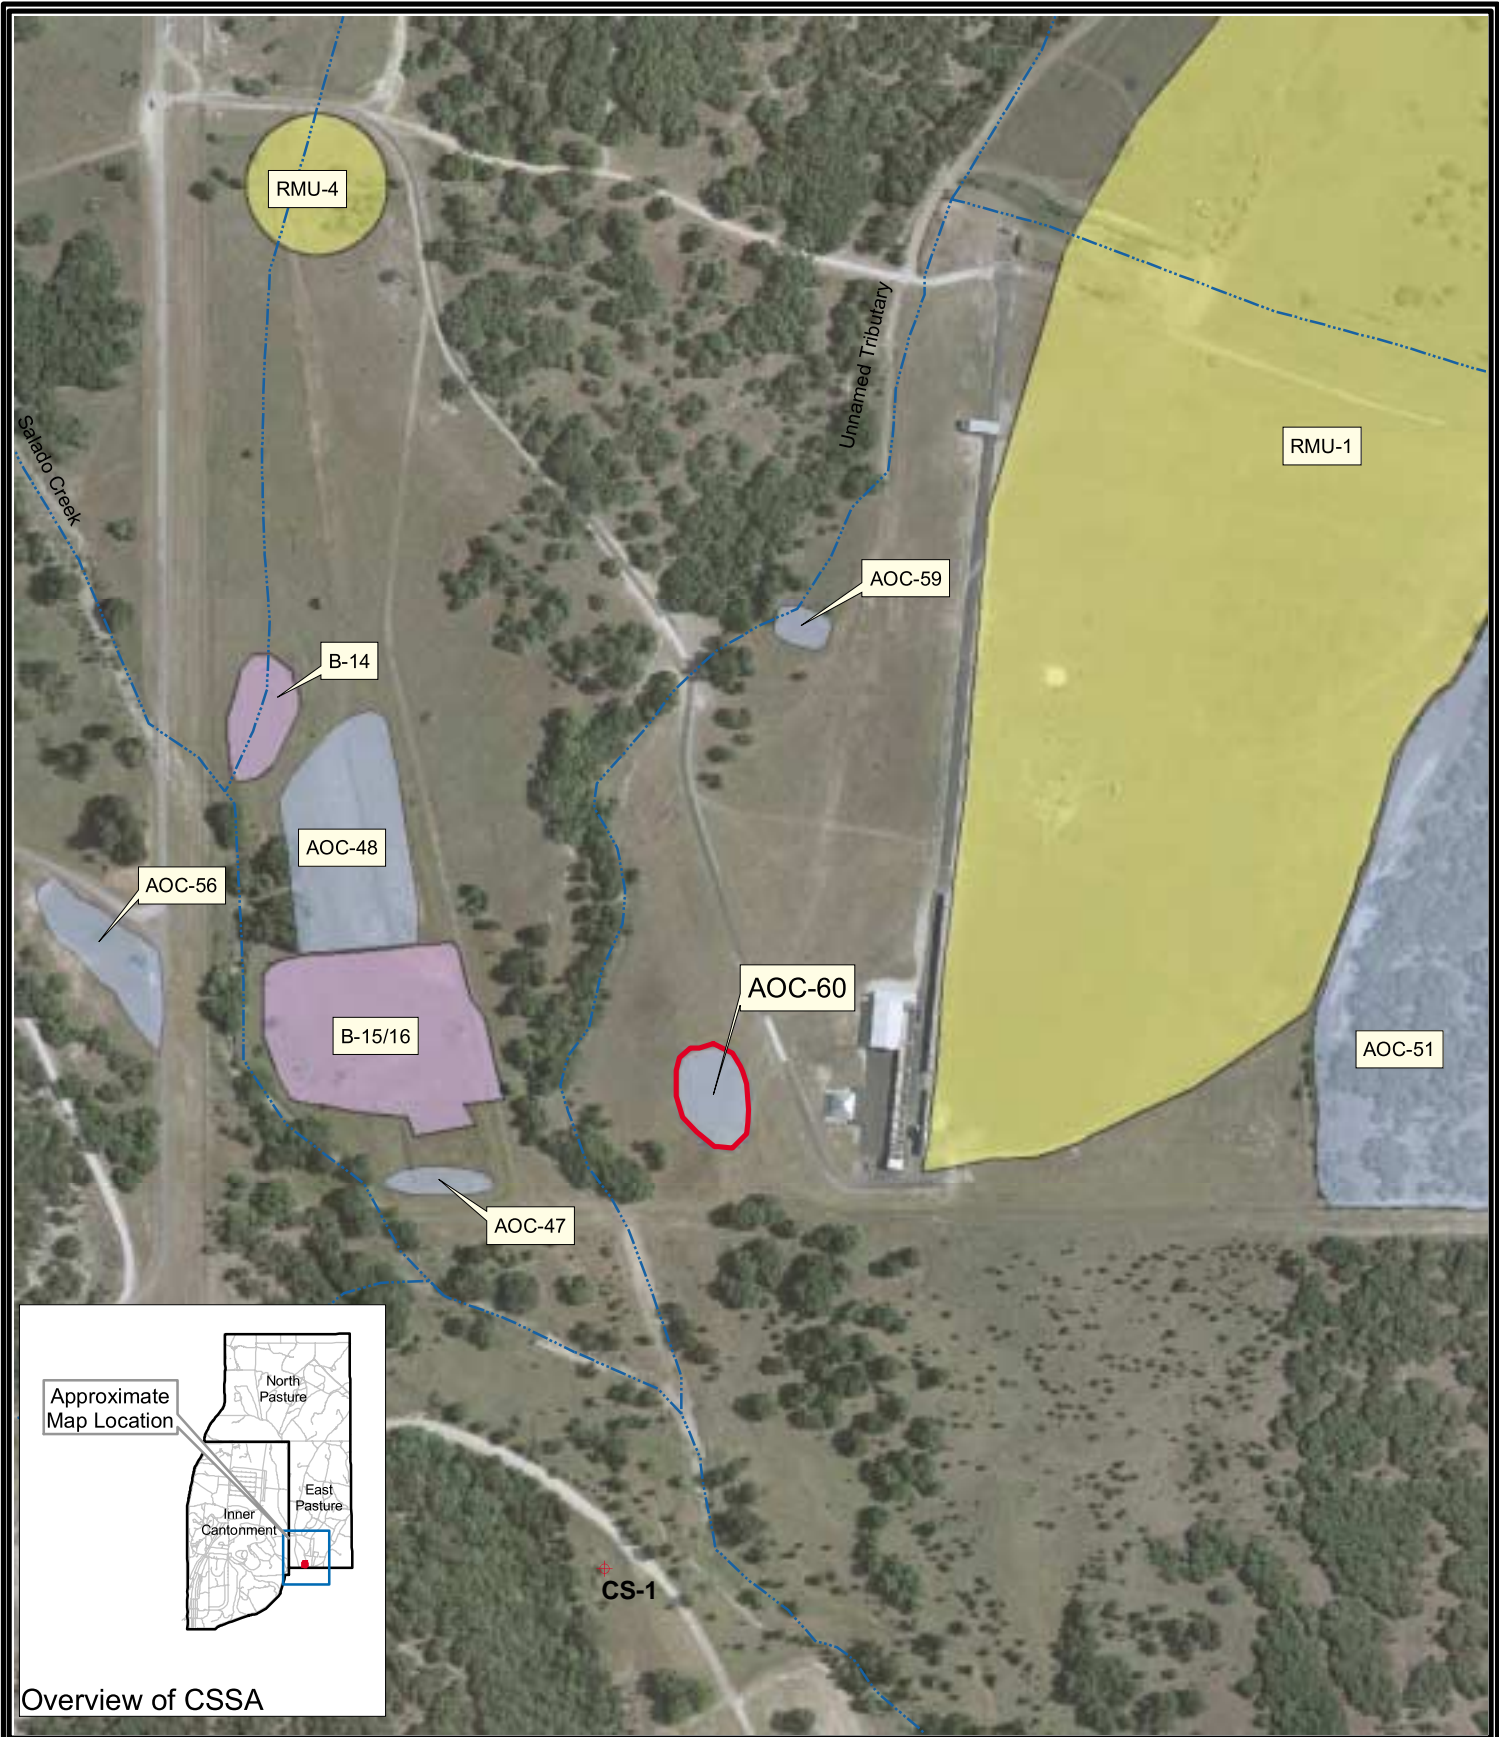 RMU-4
Unnamed Tributary
Salado Creek
RMU-1
AOC-59
B-14
AOC-48
AOC-56
AOC-60
B-15/16
AOC-51
AOC-47
North
Pasture
Approximate
Map Location
East
Pasture
Inner
Cantonment
CS-1
Overview of CSSA